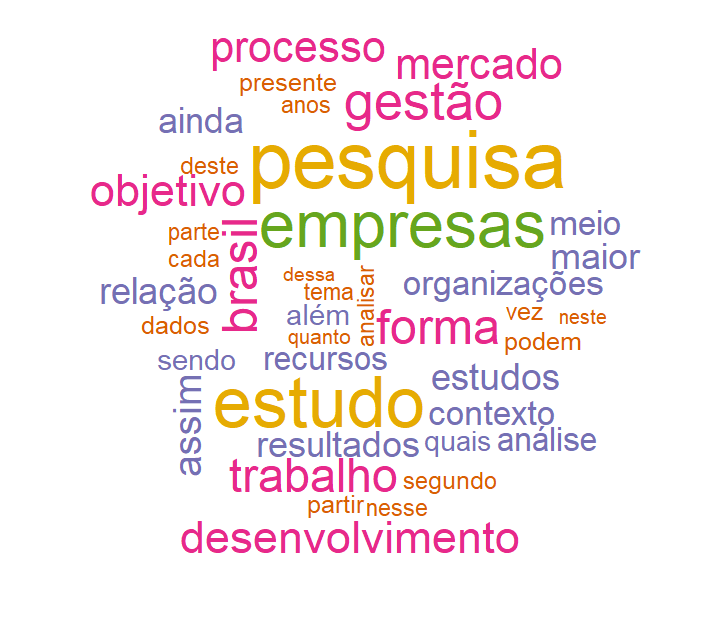 processo
mercado
presente
anos
gestão
ainda
deste
pesquisa
objetivo
brasil
empresas
meio
parte
cada
maior
dessa
relação
tema
analisar
organizações
além
dados
quanto
forma
vez
neste
podem
sendo
recursos
assim
estudo
estudos
contexto
resultados
quais
análise
trabalho
segundo
partir
nesse
desenvolvimento